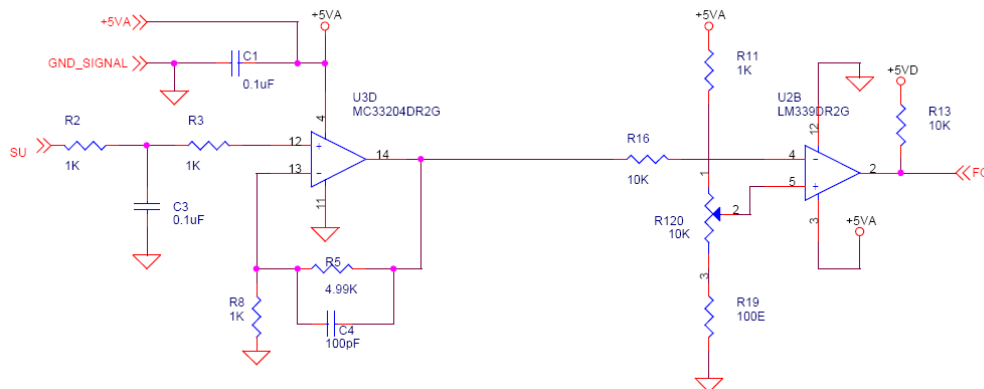 +5VA
+5VA
+5VA
GND_SIGNAL
C1
0.1uF
R11
1K
+5VD
4
U3D
MC33204DR2G
U2B
LM339DR2G
R13
10K
12
R2
R3
SU
1K
1K
12
+
13
-
14
R16
10K
4
-
5
+
2
FO
11
1
2
3
R120
10K
+5VA
C3
0.1uF
R5
4.99K
3
R8
1K
C4
100pF
R19
100E